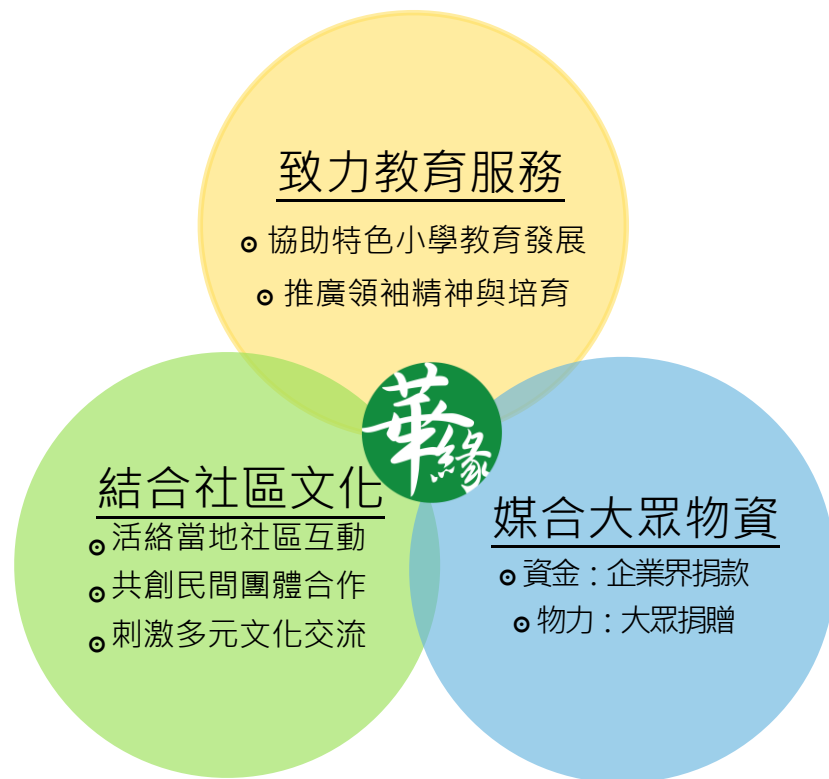 致力教育服務
協助特色小學教育發展
推廣領袖精神與培育
華緣
結合社區文化
活絡當地社區互動
共創民間團體合作
刺激多元文化交流
媒合大眾物資
資金：企業界捐款
物力：大眾捐贈